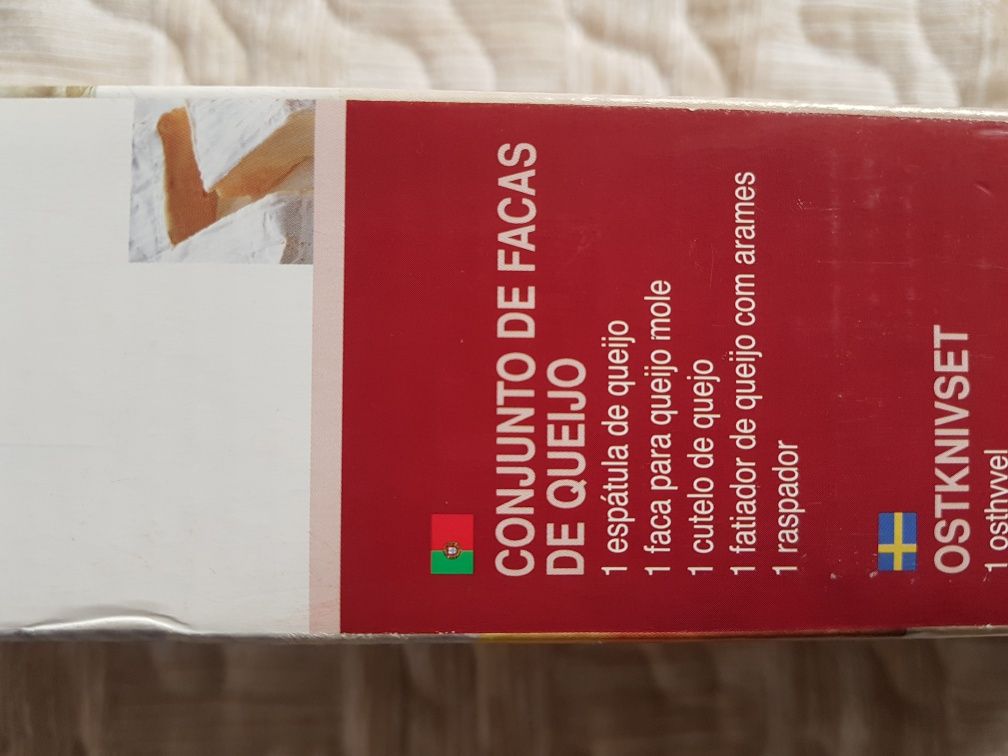 CONJUNTO DE FACAS
DE QUEIJO
1 espátula de queijo
1 faca para queijo mole
1 cutelo de quejo
1 fatiador de queijo com arames
1 raspador
OSTKNIVSET
1 osthyvel